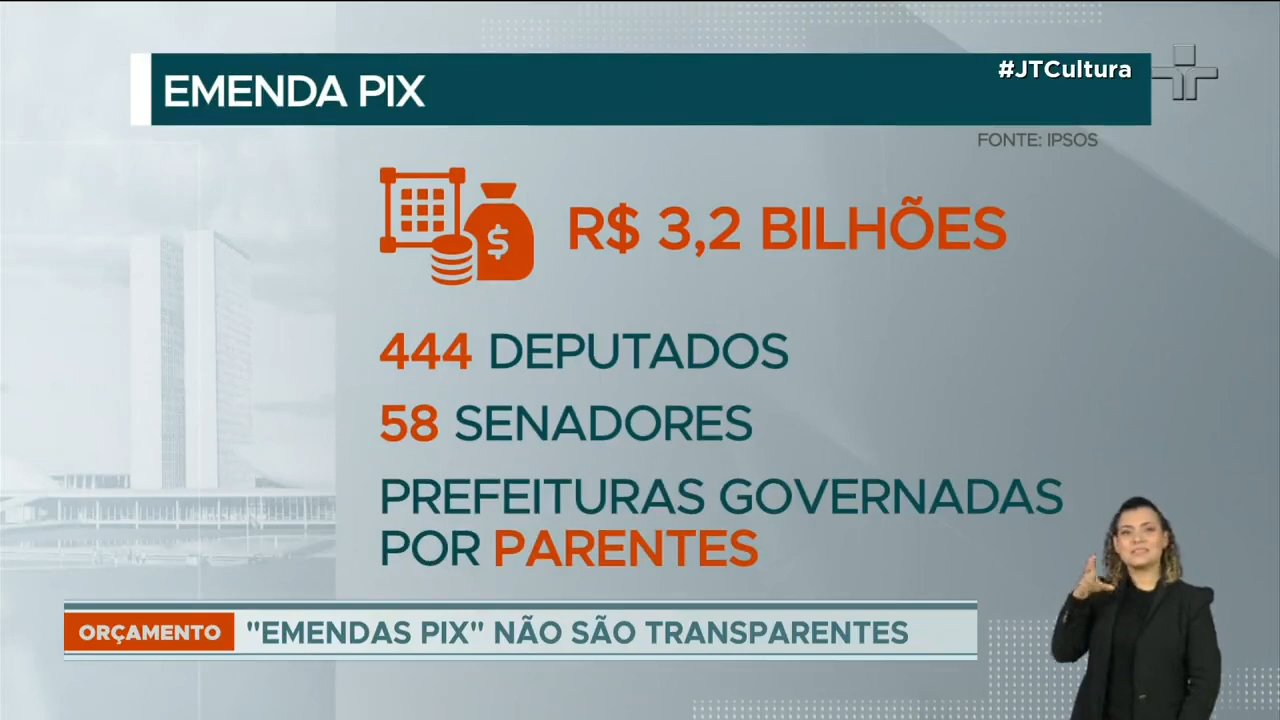 EMENDA PIX
#JTCultura
FONTE: IPSOS
R$ 3,2 BILHÕES
444 DEPUTADOS
58 SENADORES
PREFEITURAS GOVERNADAS
POR PARENTES
ORÇAMENTO
"EMENDAS PIX" NÃO SÃO TRANSPARENTES